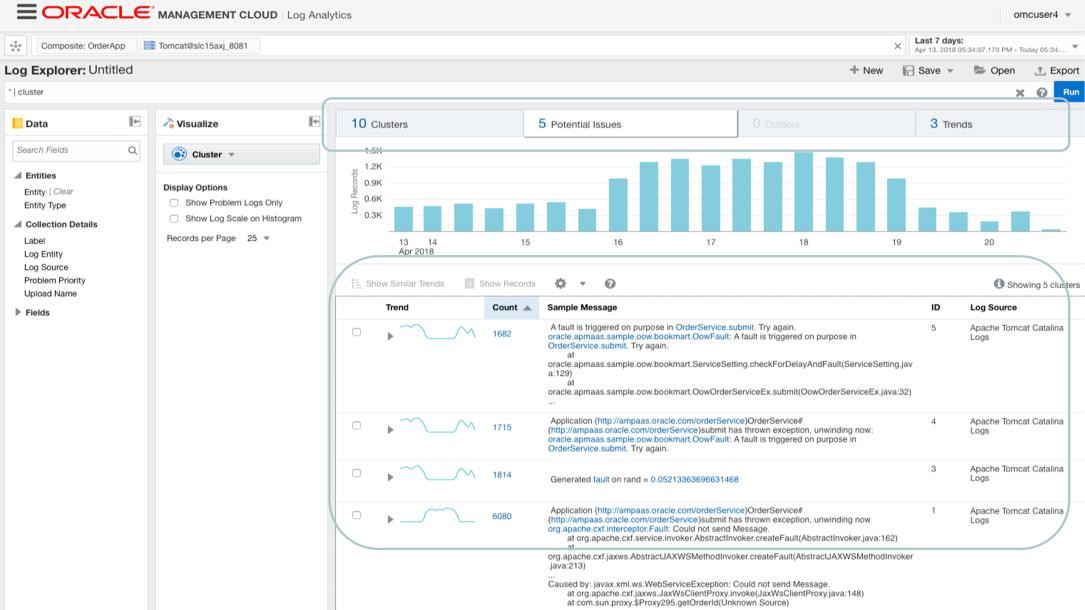 ORACLE MANAGEMENT CLOUD | Log Analytics
omcuser4
Composite: OrderApp
Tomcat@slc15axj_8081
Last 7 days:
Apr 13, 2018 05:34:07.170 PM - Today 05:34:...
Log Explorer: Untitled
New
Save
Open
Export
* | cluster
Run
Data
Search Fields
Entities
Entity | Clear
Entity Type
Collection Details
Label
Log Entity
Log Source
Problem Priority
Upload Name
Fields
Visualize
Cluster
Display Options
Show Problem Logs Only
Show Log Scale on Histogram
Records per Page 25
10 Clusters
5 Potential Issues
0 Outliers
3 Trends
Log Records
1.5K
1.2K
0.9K
0.6K
0.3K
13 14 15 16 17 18 19 20
Apr 2018
Show Similar Trends
Show Records
Showing 5 clusters
Trend Count Sample Message ID Log Source
1682
A fault is triggered on purpose in OrderService.submit. Try again.
oracle.apmaas.sample.oow.bookmart.OowFault: A fault is triggered on purpose in
OrderService.submit. Try again.
at
oracle.apmaas.sample.oow.bookmart.ServiceSetting.checkForDelayAndFault(ServiceSetting.jav
a:129)
at
oracle.apmaas.sample.oow.bookmart.OowOrderServiceEx.submit(OowOrderServiceEx.java:32)
...
5
Apache Tomcat Catalina
Logs
1715
Application {http://ampaas.oracle.com/orderService}OrderService#
{http://ampaas.oracle.com/orderService}submit has thrown exception, unwinding now:
oracle.apmaas.sample.oow.bookmart.OowFault: A fault is triggered on purpose in
OrderService.submit. Try again.
4
Apache Tomcat Catalina
Logs
1814
Generated fault on rand = 0.05213363696631468
3
Apache Tomcat Catalina
Logs
6080
Application {http://ampaas.oracle.com/orderService}OrderService#
{http://ampaas.oracle.com/orderService}submit has thrown exception, unwinding now
org.apache.cxf.interceptor.Fault: Could not send Message.
at org.apache.cxf.service.invoker.AbstractInvoker.createFault(AbstractInvoker.java:162)
at
org.apache.cxf.jaxws.AbstractJAXWSMethodInvoker.createFault(AbstractJAXWSMethodInvoker
.java:213)
...
Caused by: javax.xml.ws.WebServiceException: Could not send Message.
at org.apache.cxf.jaxws.JaxWsClientProxy.invoke(JaxWsClientProxy.java:148)
at com.sun.proxy.$Proxy295.getOrderId(Unknown Source)
1
Apache Tomcat Catalina
Logs